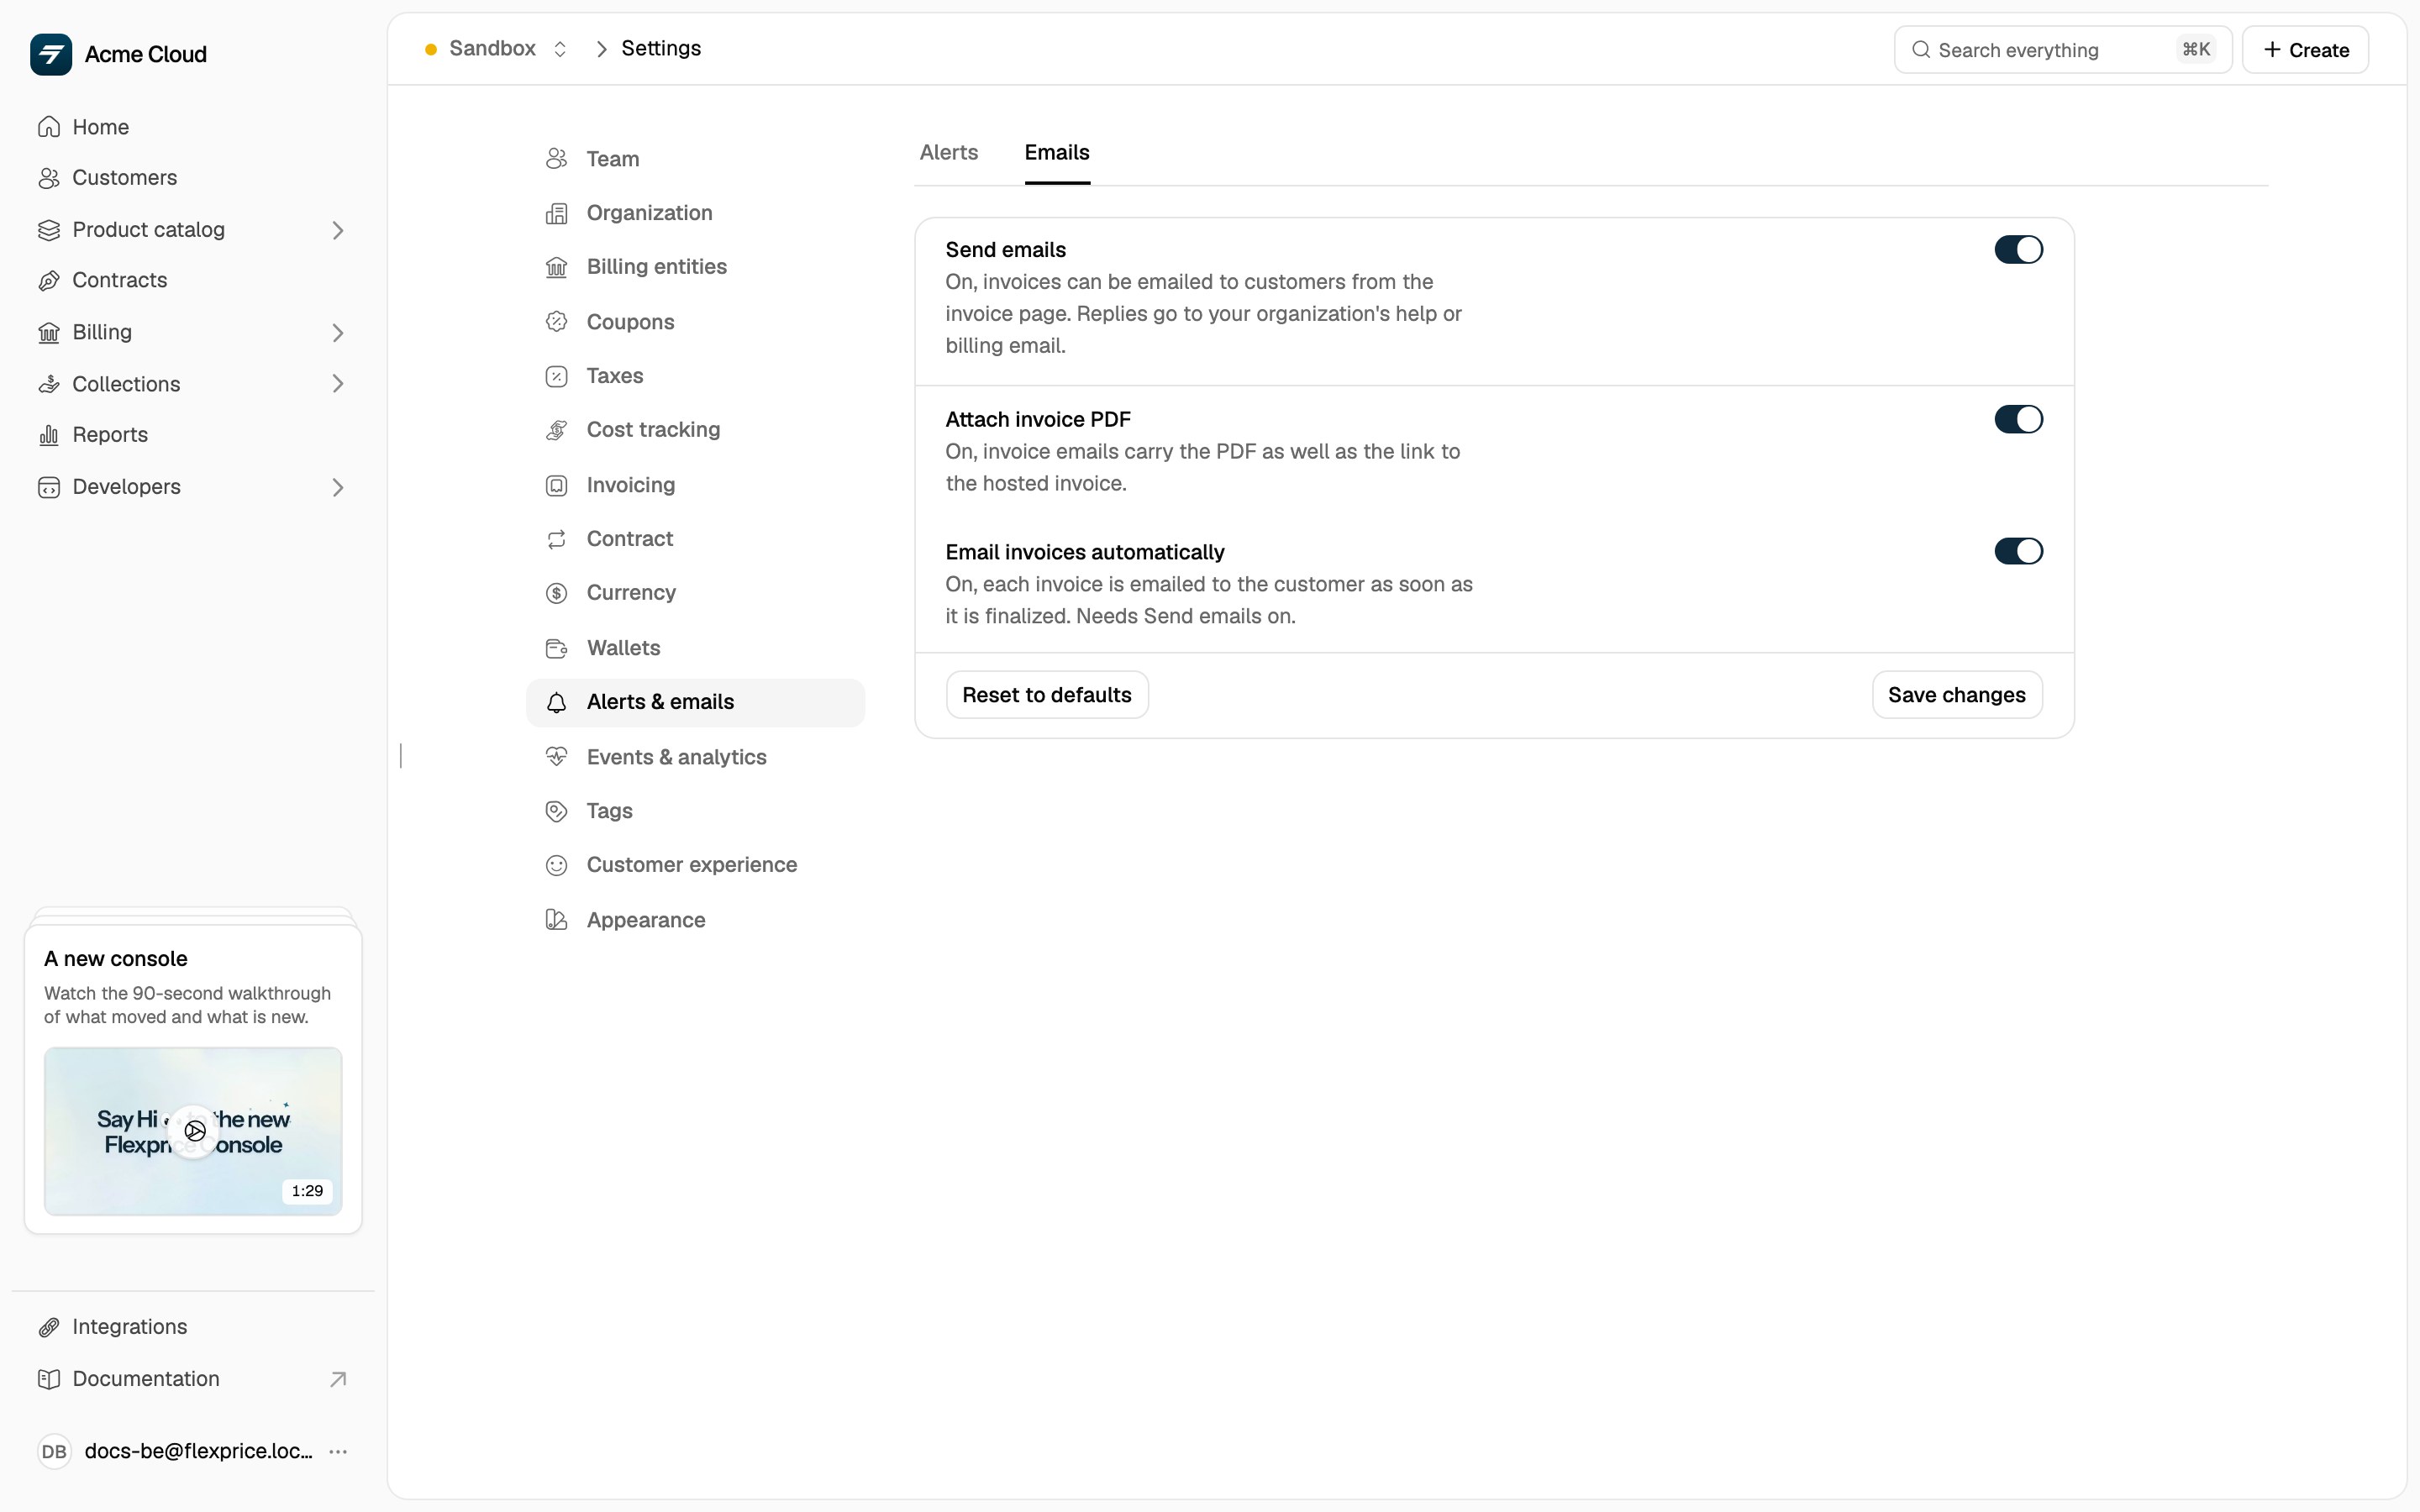 Acme Cloud
Home
Customers
Product catalog
Contracts
Billing
Collections
Reports
Developers
A new console
Watch the 90-second walkthrough
of what moved and what is new.
Say Hi to the new
Flexprice Console
1:29
Integrations
Documentation
DB docs-be@flexprice.loc...
Sandbox Settings
Search everything ⌘K
+ Create
Team
Organization
Billing entities
Coupons
Taxes
Cost tracking
Invoicing
Contract
Currency
Wallets
Alerts & emails
Events & analytics
Tags
Customer experience
Appearance
Alerts Emails
Send emails
On, invoices can be emailed to customers from the
invoice page. Replies go to your organization's help or
billing email.
Attach invoice PDF
On, invoice emails carry the PDF as well as the link to
the hosted invoice.
Email invoices automatically
On, each invoice is emailed to the customer as soon as
it is finalized. Needs Send emails on.
Reset to defaults Save changes